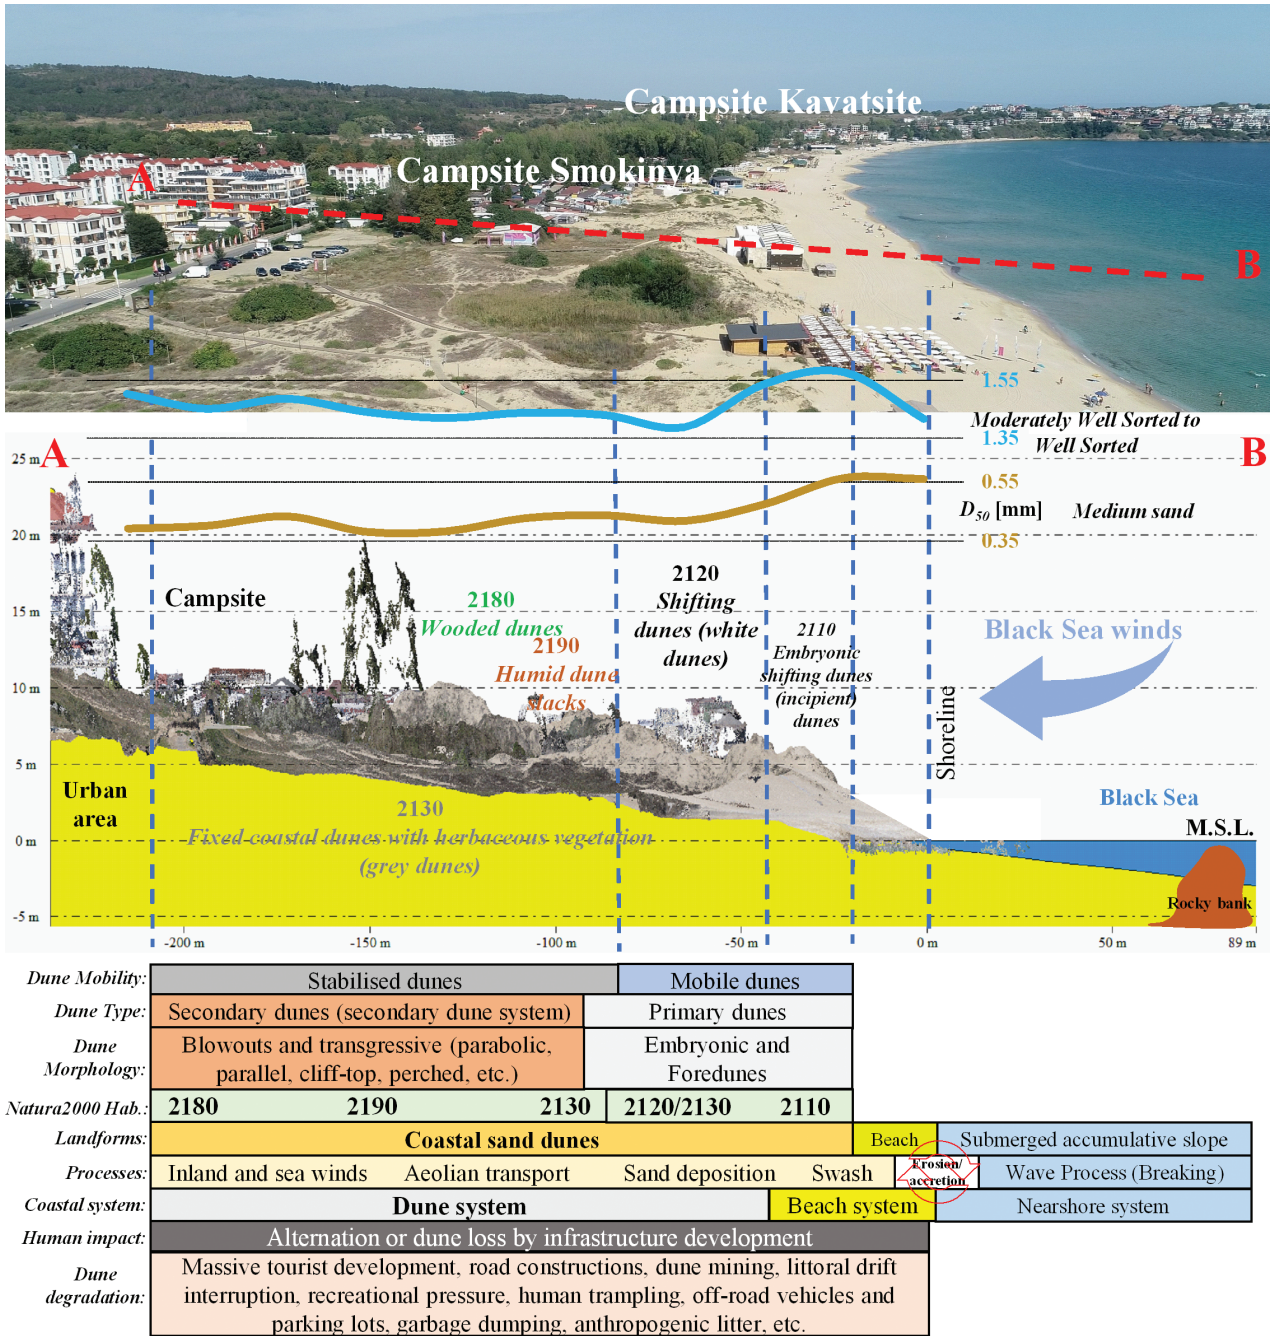 Campsite Kavatsite
Campsite Smokinya
A
B
1.55
Moderately Well Sorted to
Well Sorted
1.35
A
B
25 m
0.55
D50 [mm]
Medium sand
20 m
0.35
2120
Shifting
dunes (white
dunes)
Campsite
15 m
2180
Wooded dunes
2110
Embryonic
shifting dunes
(incipient)
dunes
Black Sea winds
2190
Humid dune
slacks
10 m
Shoreline
5 m
Urban
area
2130
Fixed coastal dunes with herbaceous vegetation
(grey dunes)
Black Sea
M.S.L.
0 m
Rocky bank
-5 m
-200 m
-150 m
-100 m
-50 m
0 m
50 m
89 m
Dune Mobility:
Stabilised dunes
Mobile dunes
Dune Type:
Secondary dunes (secondary dune system)
Primary dunes
Dune
Morphology:
Blowouts and transgressive (parabolic,
parallel, cliff-top, perched, etc.)
Embryonic and
Foredunes
Natura2000 Hab.:
2180
2190
2130
2120/2130
2110
Landforms:
Coastal sand dunes
Beach
Submerged accumulative slope
Processes:
Inland and sea winds
Aeolian transport
Sand deposition
Swash
Erosion/
accretion
Wave Process (Breaking)
Coastal system:
Dune system
Beach system
Nearshore system
Human impact:
Alternation or dune loss by infrastructure development
Dune
degradation:
Massive tourist development, road constructions, dune mining, littoral drift
interruption, recreational pressure, human trampling, off-road vehicles and
parking lots, garbage dumping, anthropogenic litter, etc.